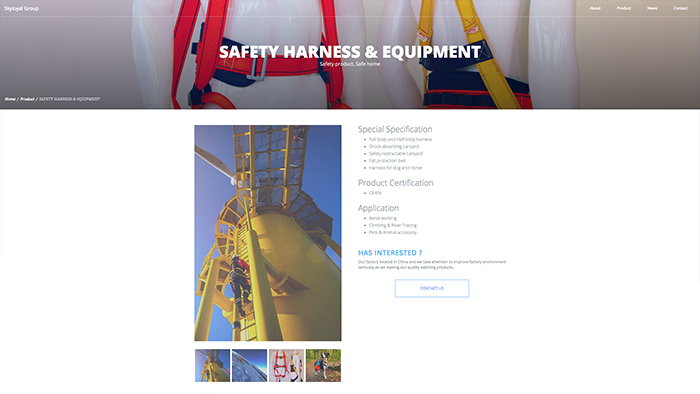 Skyloyal Group
About
Product
News
Contact
SAFETY HARNESS & EQUIPMENT
Safety product, Safe home
Home / Product / SAFETY HARNESS & EQUIPMENT
Special Specification
Full body and Half body harness
Shock-absorbing Lanyard
Safety restractable Lanyard
Fall protection belt
Harness for dog and Horse
Product Certification
CE/EN
Application
Aerial working
Climbing & River Tracing
Pets & Animal accessory
HAS INTERESTED ?
Our factory located in China and we take attention to improve factory environment
seriously as we making our quality webbing products.
CONTACT US